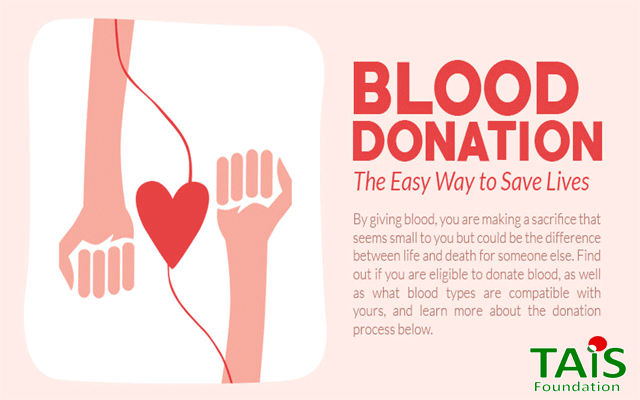 BLOOD
DONATION
The Easy Way to Save Lives
By giving blood, you are making a sacrifice that
seems small to you but could be the difference
between life and death for someone else. Find
out if you are eligible to donate blood, as well
as what blood types are compatible with
yours, and learn more about the donation
process below.
TAiS
Foundation